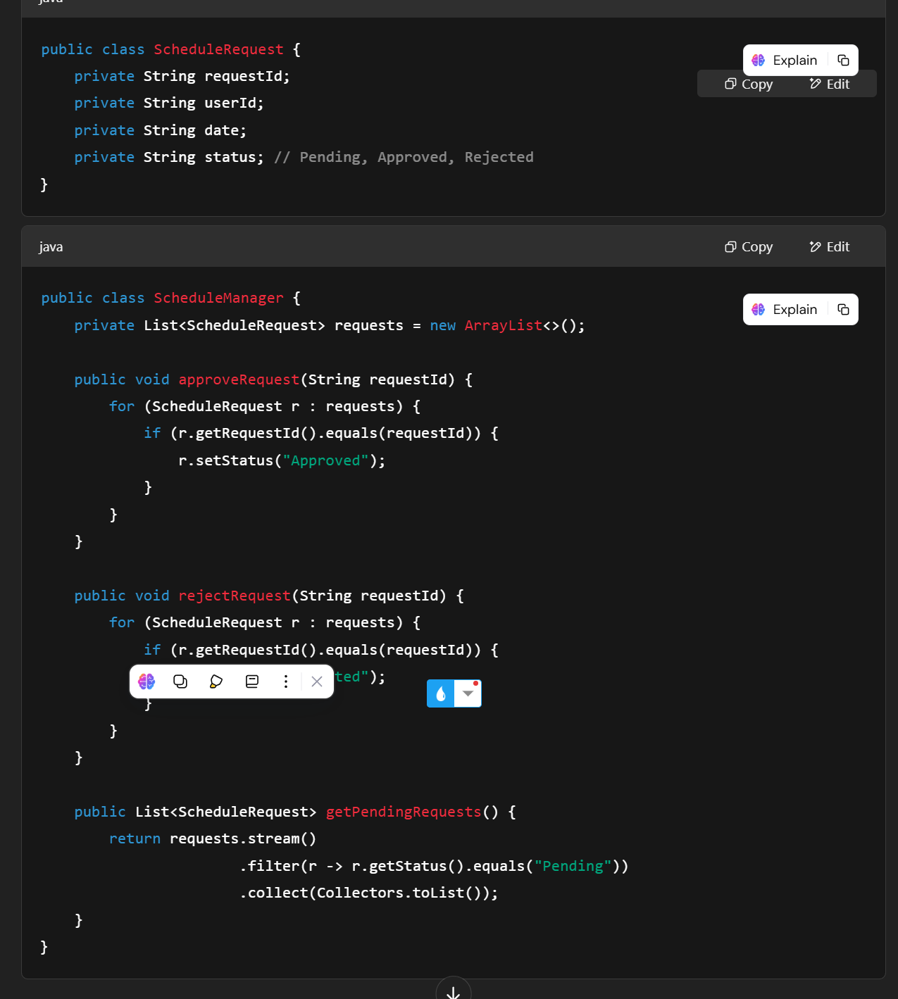 java
public class ScheduleRequest {
Explain
private String requestId;
Copy Edit
private String userId;
private String date;
private String status; // Pending, Approved, Rejected
}
java Copy Edit
public class ScheduleManager {
Explain
private List<ScheduleRequest> requests = new ArrayList<>();
public void approveRequest(String requestId) {
for (ScheduleRequest r : requests) {
if (r.getRequestId().equals(requestId)) {
r.setStatus("Approved");
}
}
}
public void rejectRequest(String requestId) {
for (ScheduleRequest r : requests) {
if (r.getRequestId().equals(requestId)) {
ted");
}
}
}
public List<ScheduleRequest> getPendingRequests() {
return requests.stream()
.filter(r -> r.getStatus().equals("Pending"))
.collect(Collectors.toList());
}
}